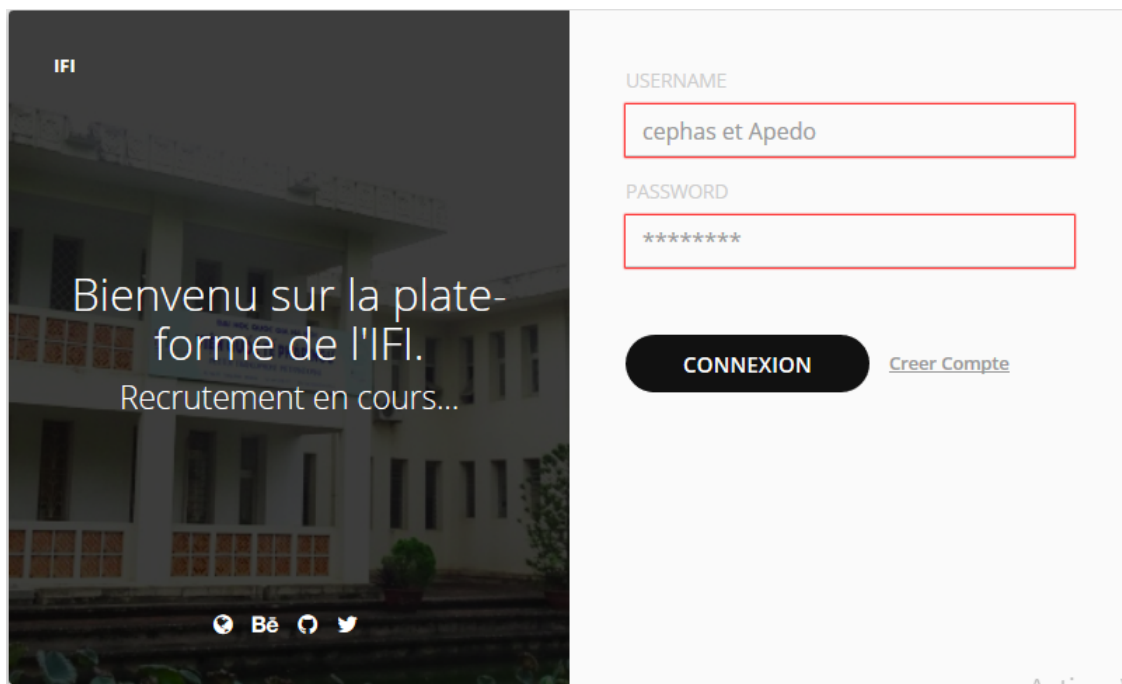 IFI
Bienvenu sur la plate-
forme de l'IFI.
Recrutement en cours...
Bē
USERNAME
cephas et Apedo
PASSWORD
********
CONNEXION
Creer Compte